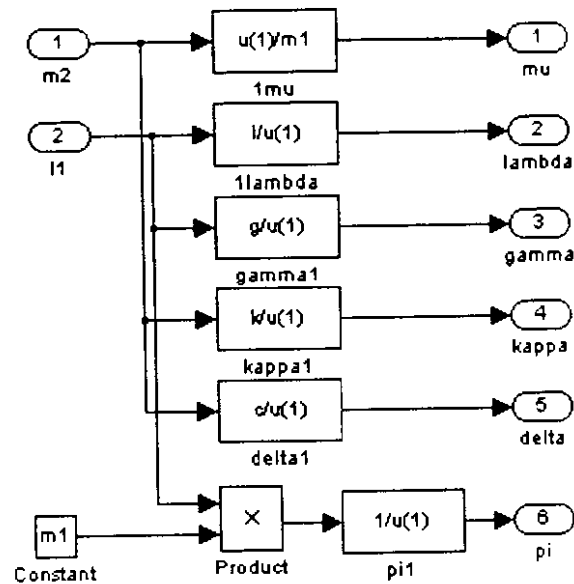 1
u(1)/m1
1
m2
1mu
mu
2
l/u(1)
2
l1
1lambda
lambda
g/u(1)
3
gamma1
gamma
k/u(1)
4
kappa1
kappa
c/u(1)
5
delta1
delta
m1
×
1/u(1)
6
Constant
Product
pi1
pi